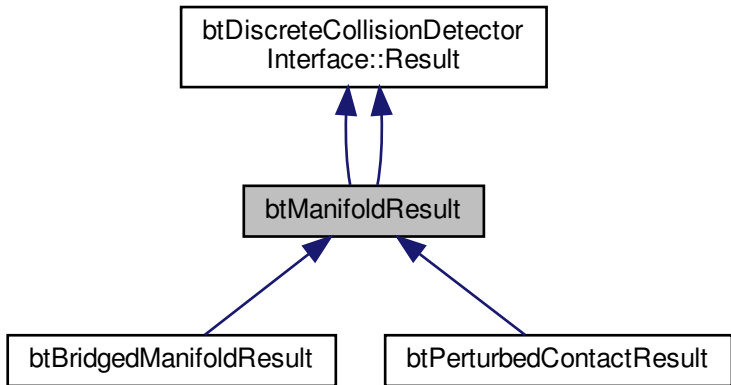 btDiscreteCollisionDetector
Interface::Result
btManifoldResult
btBridgedManifoldResult
btPerturbedContactResult